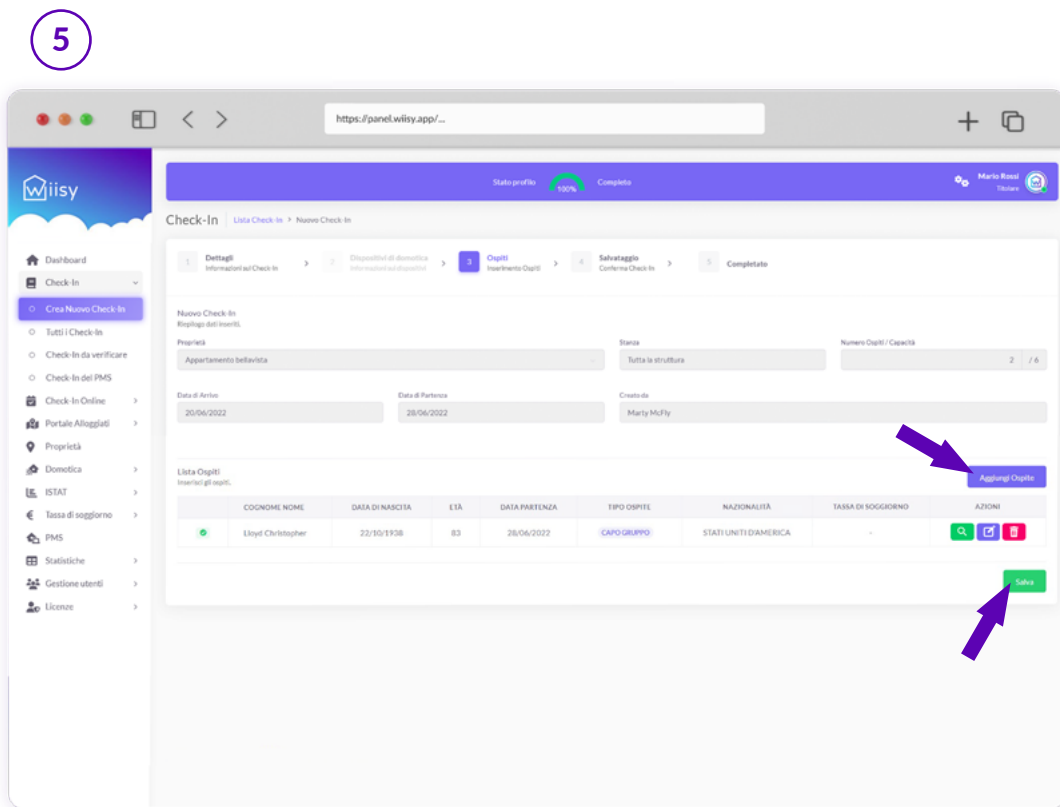 5
https://panel.wiisy.app/...
wiisy
Stato profilo 100% Completo
Mario Rossi
Titolare
Check-In Lista Check-In > Nuovo Check-In
Dashboard
Check-In
Crea Nuovo Check-In
Tutti i Check-In
Check-In da verificare
Check-In del PMS
Check-In Online
Portale Alloggiati
Proprietà
Domotica
ISTAT
Tassa di soggiorno
PMS
Statistiche
Gestione utenti
Licenze
1 Dettagli
Informazioni sul Check-In
2 Dispositivi di domotica
Informazioni sui dispositivi
3 Ospiti
Inserimento Ospiti
4 Salvataggio
Conferma Check-In
5 Completato
Nuovo Check-In
Riepilogo dati inseriti.
Proprietà Stanza Numero Ospiti / Capacità
Appartamento bellavista Tutta la struttura 2 / 6
Data di Arrivo Data di Partenza Creato da
20/06/2022 28/06/2022 Marty McFly
Lista Ospiti
Inserisci gli ospiti.
Aggiungi Ospite
COGNOME NOME DATA DI NASCITA ETÀ DATA PARTENZA TIPO OSPITE NAZIONALITÀ TASSA DI SOGGIORNO AZIONI
Lloyd Christopher 22/10/1938 83 28/06/2022 CAPO GRUPPO STATI UNITI D'AMERICA -
Salva